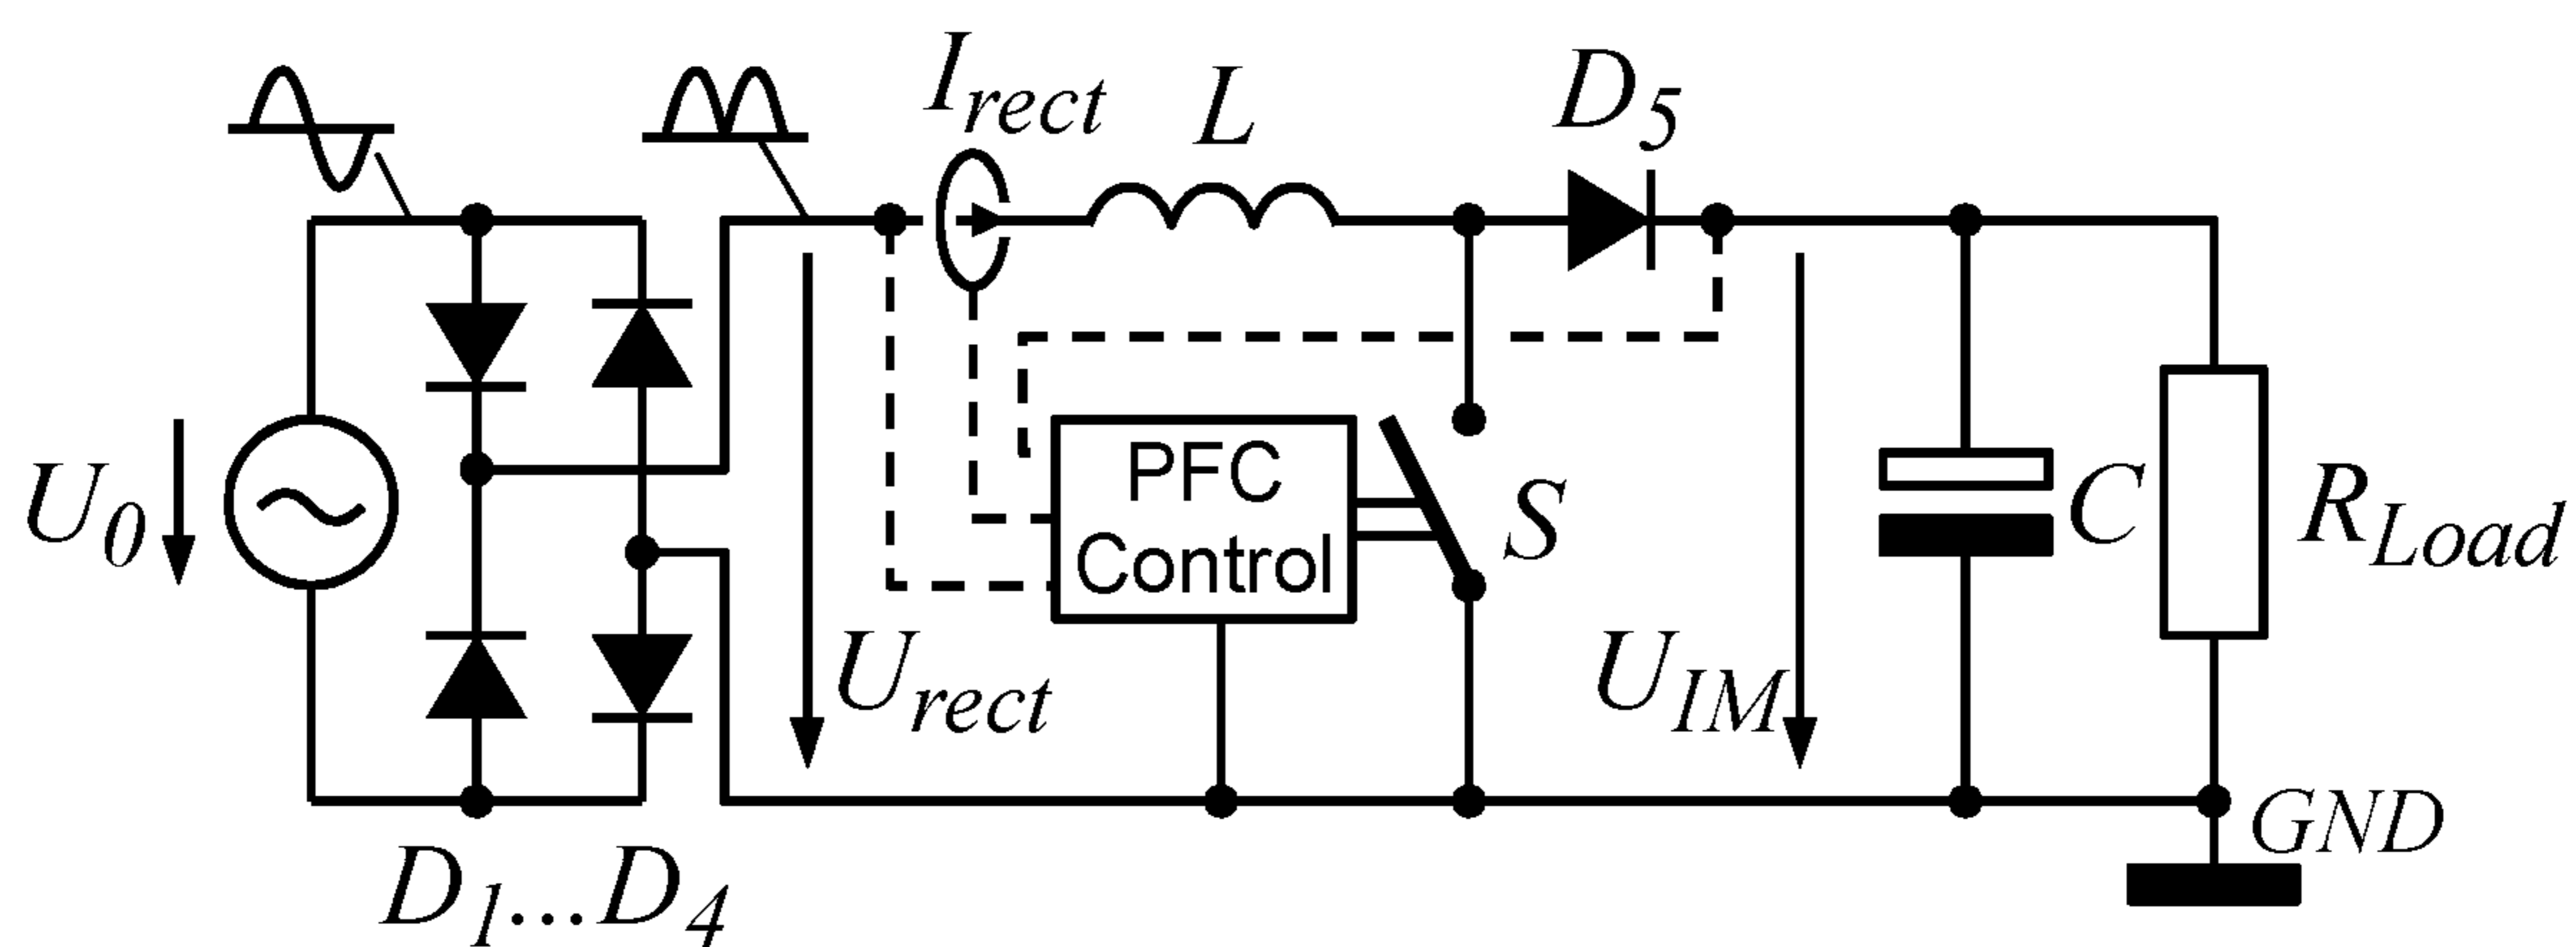 I_rect
L
D_5
U_0
PFC
Control
S
C
R_Load
U_rect
U_IM
GND
D_1...D_4